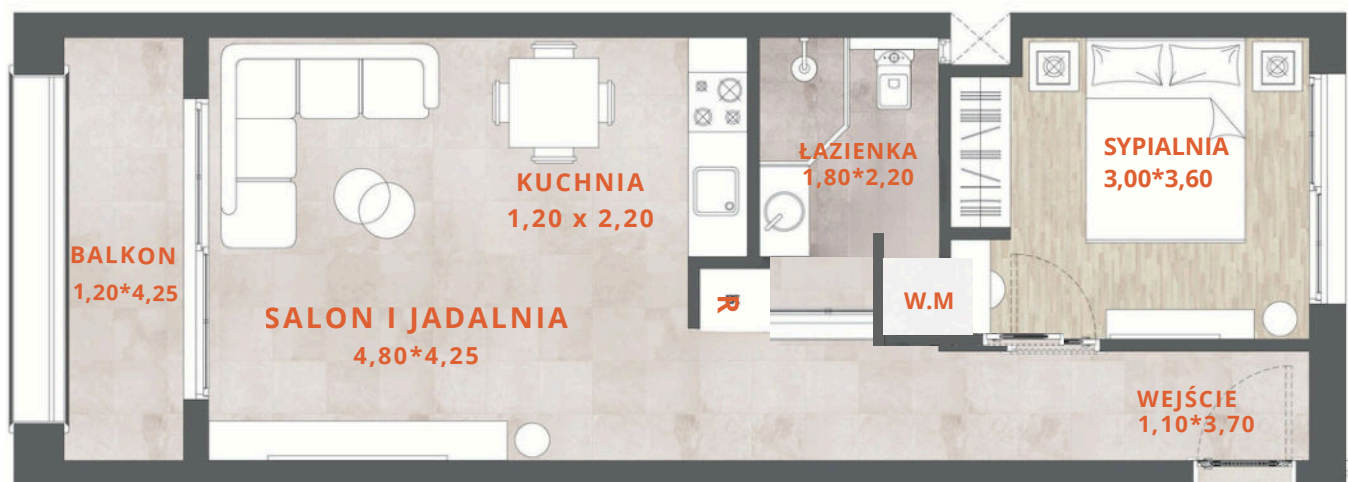 ŁAZIENKA
1,80*2,20
SYPIALNIA
3,00*3,60
KUCHNIA
1,20 x 2,20
BALKON
1,20*4,25
R
W.M
SALON I JADALNIA
4,80*4,25
WEJŚCIE
1,10*3,70